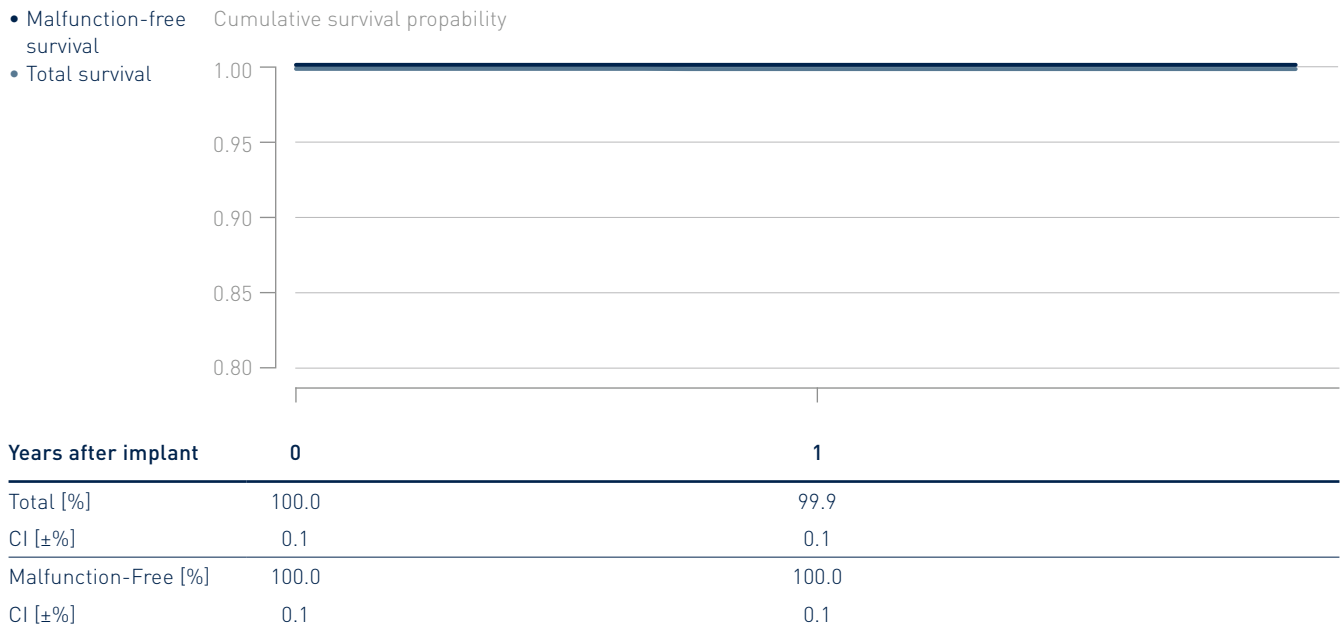 • Malfunction-free
survival
• Total survival
Cumulative survival propability
1.00
0.95
0.90
0.85
0.80
Years after implant 0 1
Total [%] 100.0 99.9
CI [±%] 0.1 0.1
Malfunction-Free [%] 100.0 100.0
CI [±%] 0.1 0.1